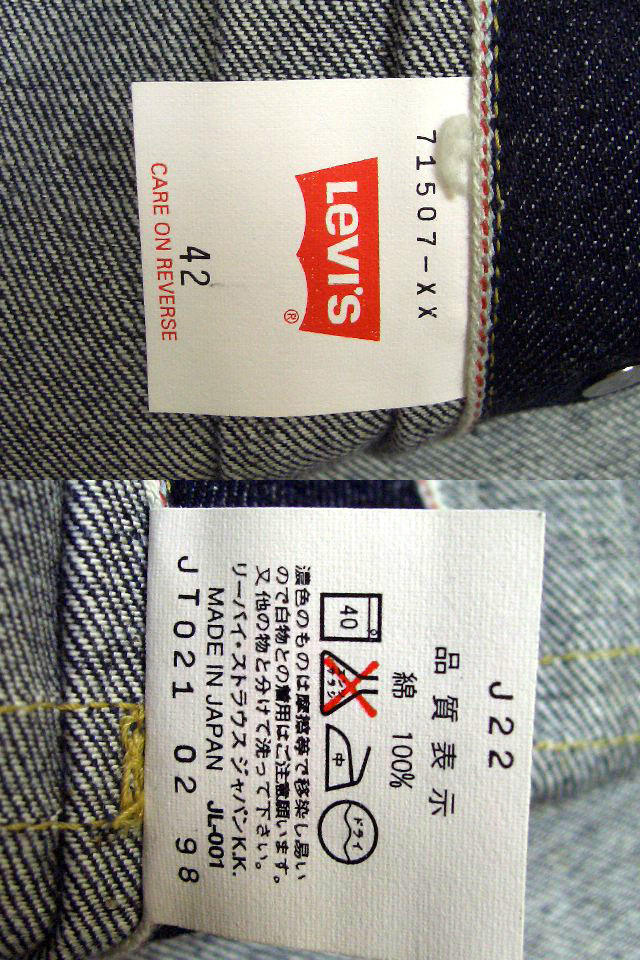 71507-XX
LEVI'S
®
42
CARE ON REVERSE
J22
品質表示
綿 100%
40
中
ドライ
濃色のものは摩擦等で移染し易い
ので白物との着用はご注意願います。
又他の物と分けて洗って下さい。
リーバイ・ストラウス ジャパンK.K.
MADE IN JAPAN JL-001
JT021 02 98